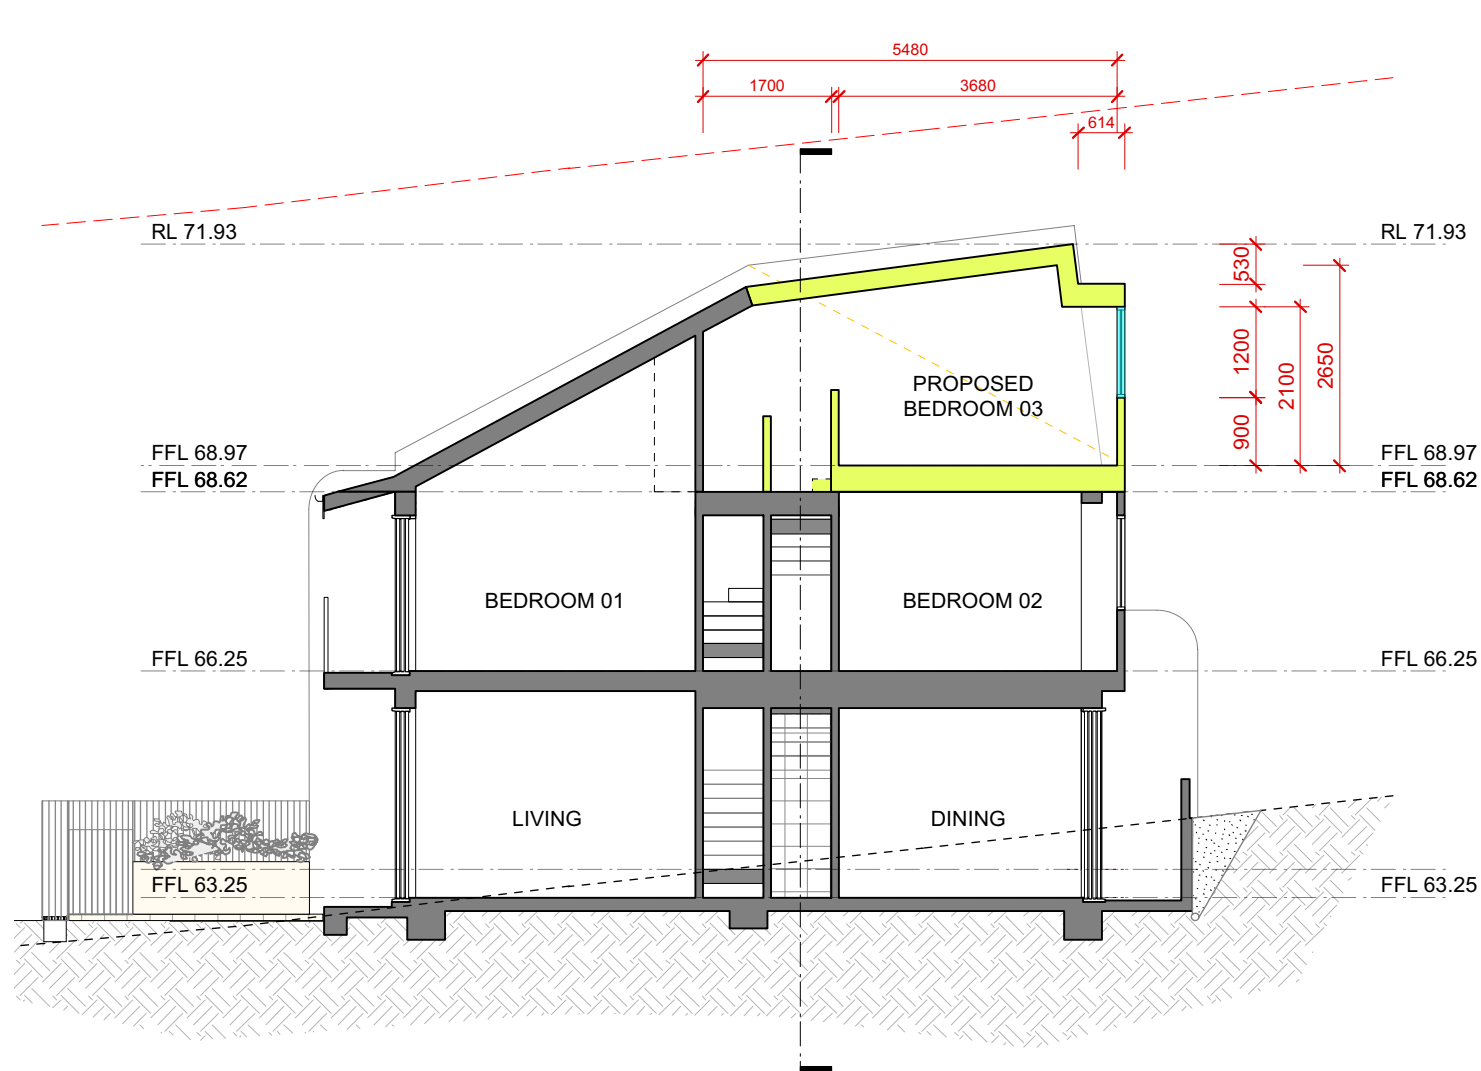 5480
1700
3680
614
RL 71.93
RL 71.93
530
1200
2100
2650
900
PROPOSED
BEDROOM 03
FFL 68.97
FFL 68.97
FFL 68.62
FFL 68.62
BEDROOM 01
BEDROOM 02
FFL 66.25
FFL 66.25
LIVING
DINING
FFL 63.25
FFL 63.25